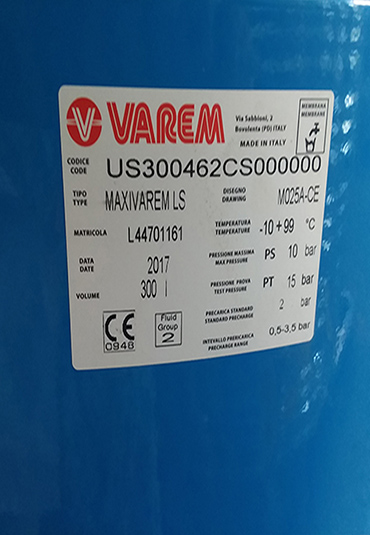 VAREM
Via Sabbioni, 2
Bovolenta (PD) ITALY
MADE IN ITALY
MEMBRANA
MEMBRANE
CODICE
CODE
US300462CS000000
TIPO
TYPE
MAXIVAREM LS
DISEGNO
DRAWING
M025A-CE
MATRICOLA
L44701161
TEMPERATURA
TEMPERATURE
-10 +99 °C
DATA
DATE
2017
PRESSIONE MASSIMA
MAX PRESSURE
PS 10 bar
VOLUME
300 l
PRESSIONE PROVA
TEST PRESSURE
PT 15 bar
PRECARICA STANDARD
STANDARD PRECHARGE
2 bar
INTEVALLO PRERICARICA
PRECHARGE RANGE
0,5-3,5 bar
CE
0948
Fluid
Group
2